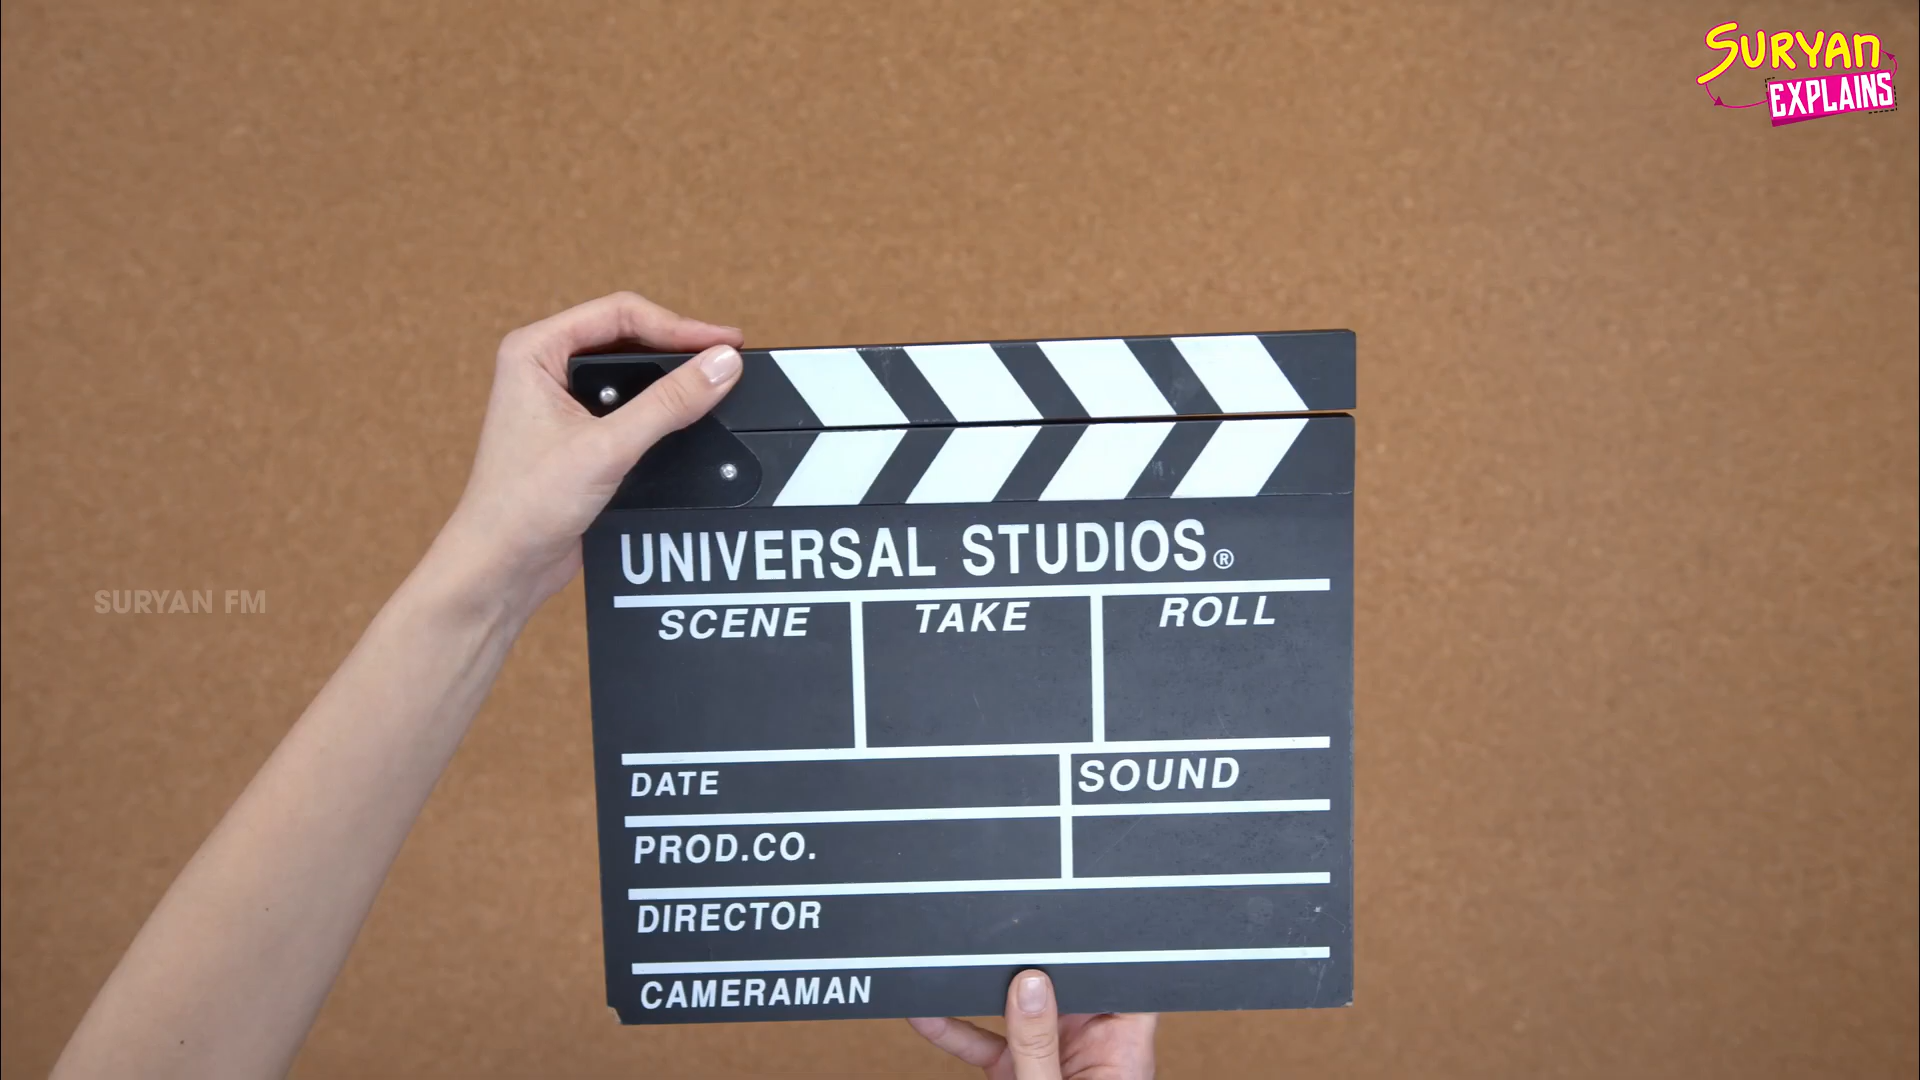 SURYAN
EXPLAINS
UNIVERSAL STUDIOS®
SCENE TAKE ROLL
SURYAN FM
DATE SOUND
PROD.CO.
DIRECTOR
CAMERAMAN